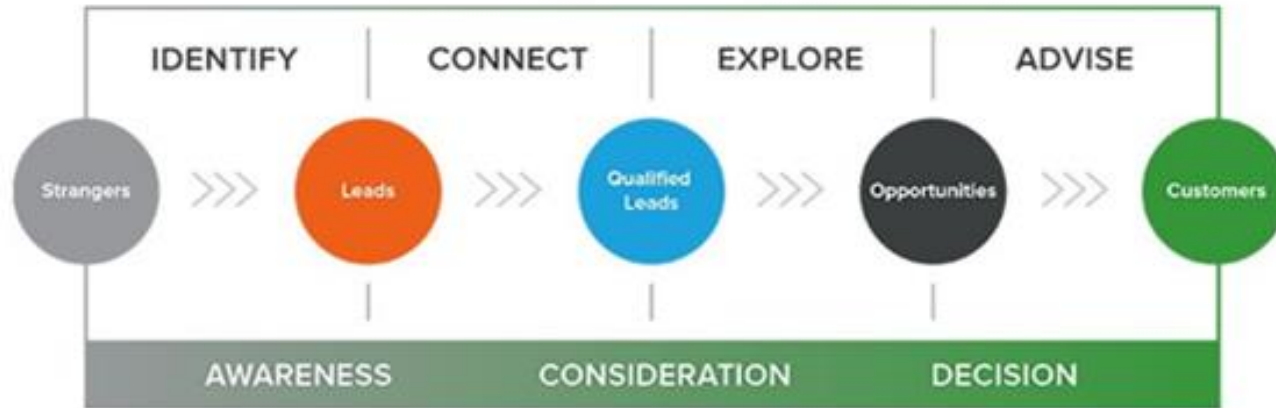 IDENTIFY
CONNECT
EXPLORE
ADVISE
Strangers
Leads
Qualified
Leads
Opportunities
Customers
AWARENESS
CONSIDERATION
DECISION